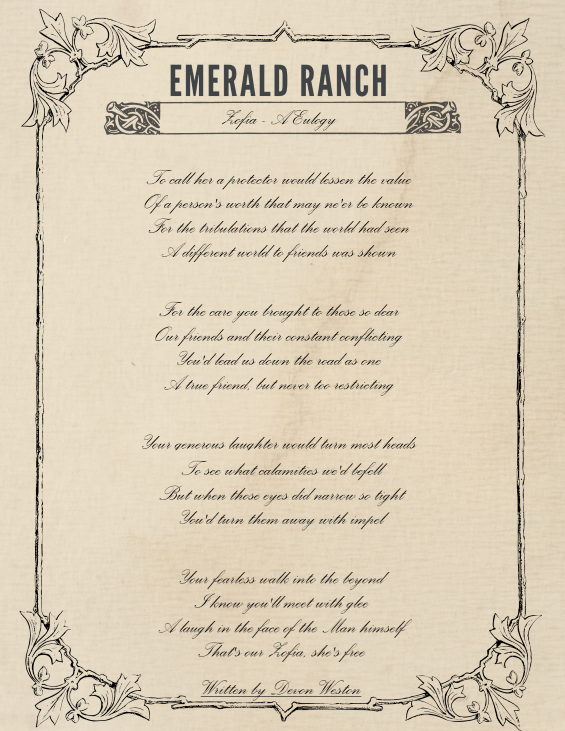 EMERALD RANCH
Zofia - A Eulogy
To call her a protector would lessen the value
Of a person's worth that may ne'er be known
For the tribulations that the world had seen
A different world to friends was shown
For the care you brought to those so dear
Our friends and their constant conflicting
You'd lead us down the road as one
A true friend, but never too restricting
Your generous laughter would turn most heads
To see what calamities we'd befell
But when those eyes did narrow so tight
You'd turn them away with impel
Your fearless walk into the beyond
I know you'll meet with glee
A laugh in the face of the Man himself
That's our Zofia, she's free
Written by Devon Weston